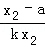 x₂ − a
k x₂